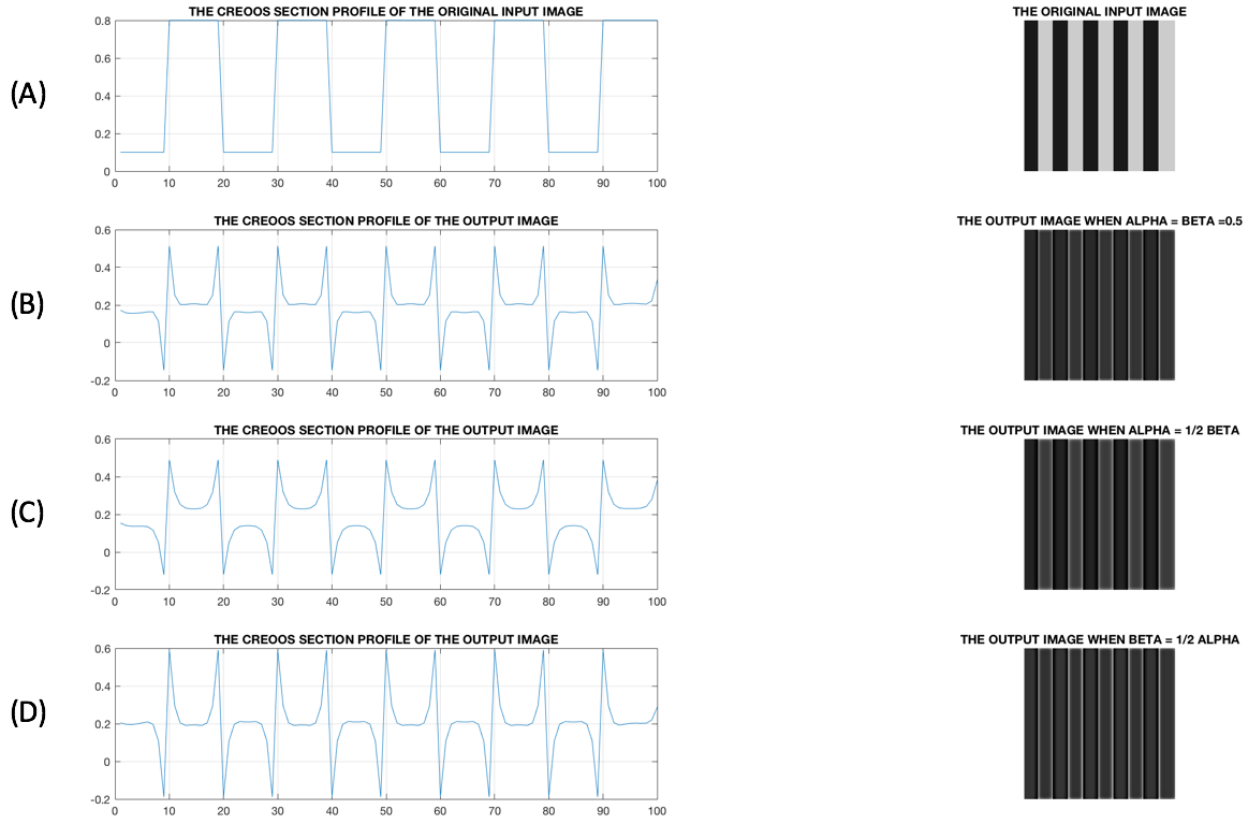 THE CREOOS SECTION PROFILE OF THE ORIGINAL INPUT IMAGE
THE ORIGINAL INPUT IMAGE
(A)
0.8
0.6
0.4
0.2
0
0 10 20 30 40 50 60 70 80 90 100
THE CREOOS SECTION PROFILE OF THE OUTPUT IMAGE
THE OUTPUT IMAGE WHEN ALPHA = BETA =0.5
(B)
0.6
0.4
0.2
0
-0.2
0 10 20 30 40 50 60 70 80 90 100
THE CREOOS SECTION PROFILE OF THE OUTPUT IMAGE
THE OUTPUT IMAGE WHEN ALPHA = 1/2 BETA
(C)
0.6
0.4
0.2
0
-0.2
0 10 20 30 40 50 60 70 80 90 100
THE CREOOS SECTION PROFILE OF THE OUTPUT IMAGE
THE OUTPUT IMAGE WHEN BETA = 1/2 ALPHA
(D)
0.6
0.4
0.2
0
-0.2
0 10 20 30 40 50 60 70 80 90 100